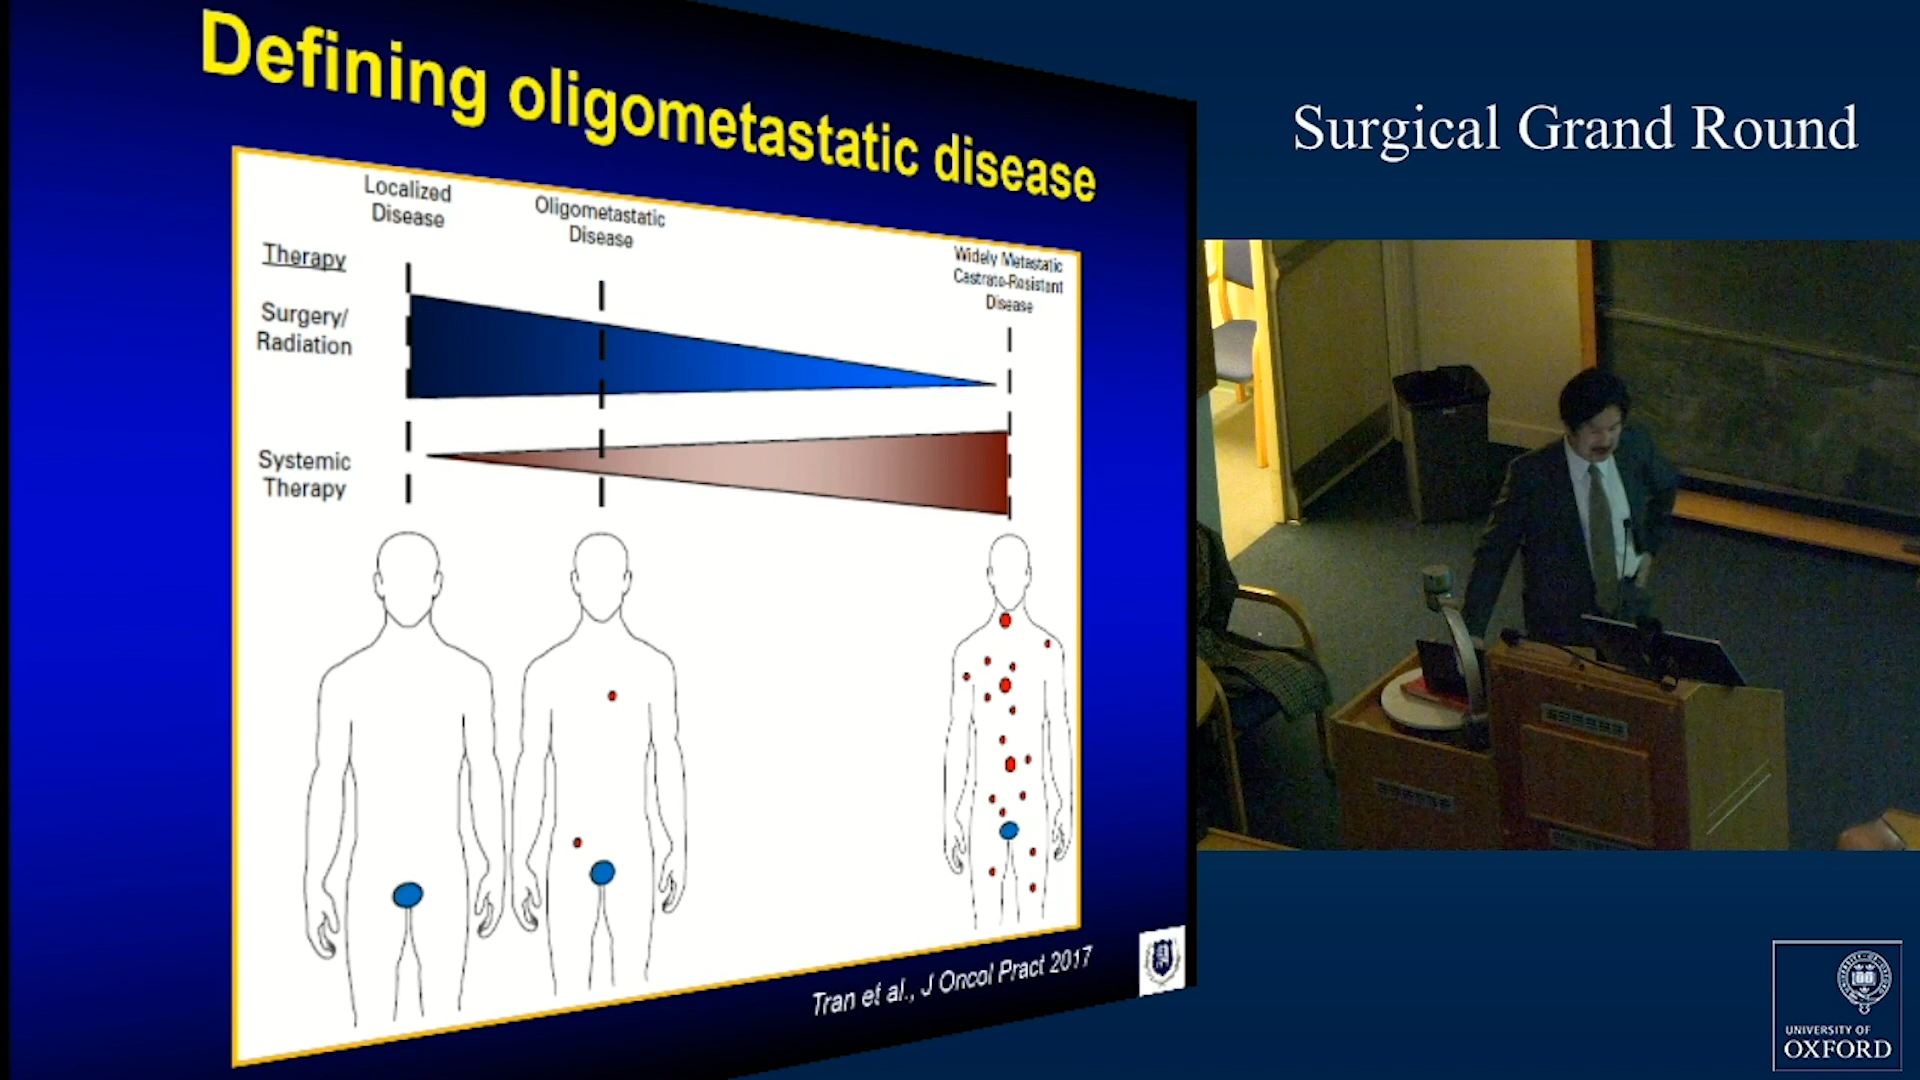 Defining oligometastatic disease
Localized
Disease
Oligometastatic
Disease
Widely Metastatic
Castrate-Resistant
Disease
Therapy
Surgery/
Radiation
Systemic
Therapy
Tran et al., J Oncol Pract 2017
Surgical Grand Round
UNIVERSITY OF
OXFORD